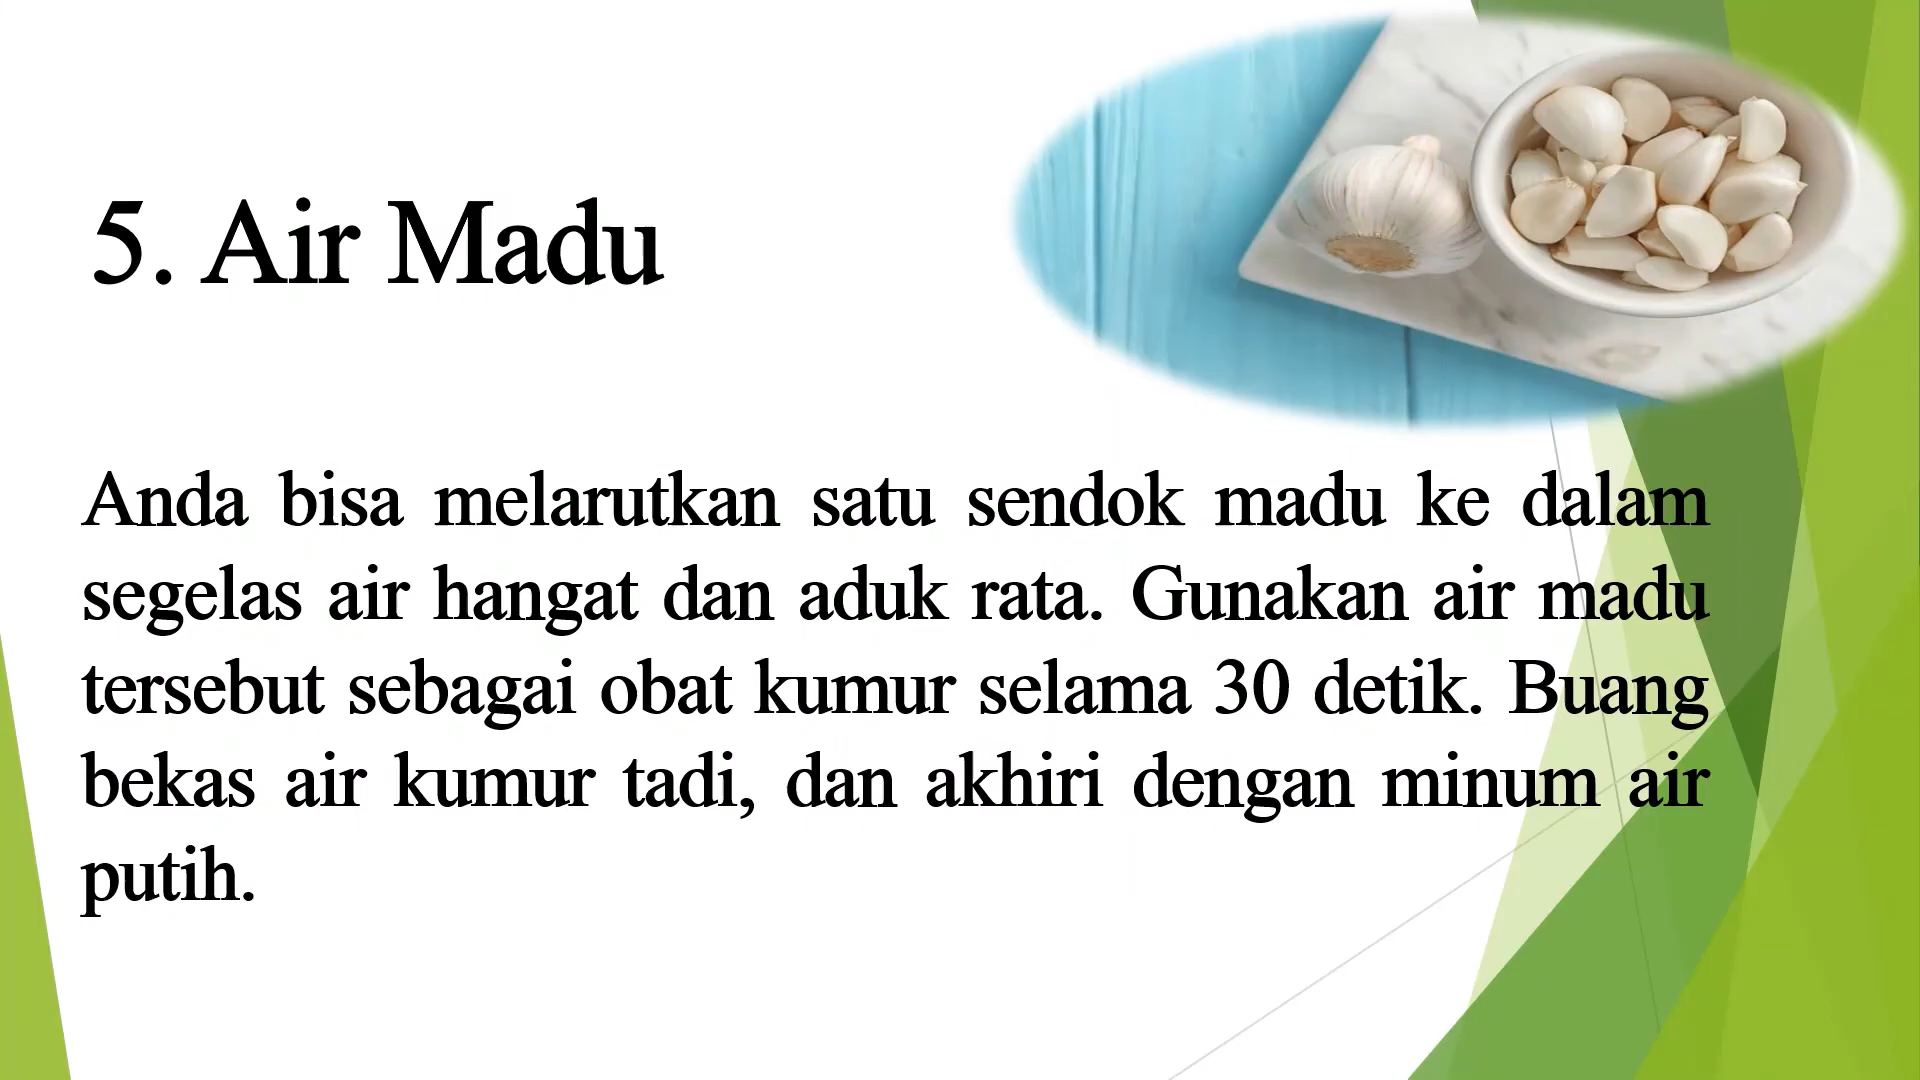 5. Air Madu
Anda bisa melarutkan satu sendok madu ke dalam
segelas air hangat dan aduk rata. Gunakan air madu
tersebut sebagai obat kumur selama 30 detik. Buang
bekas air kumur tadi, dan akhiri dengan minum air
putih.